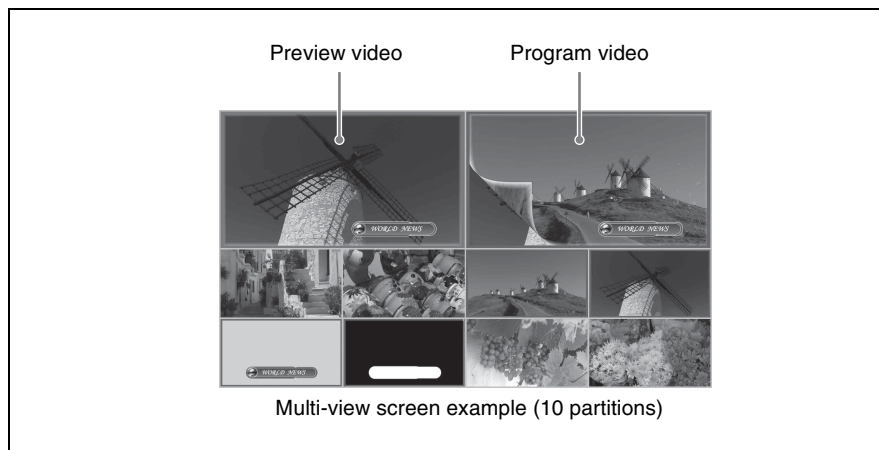 Preview video
Program video
WORLD NEWS
WORLD NEWS
WORLD NEWS
Multi-view screen example (10 partitions)